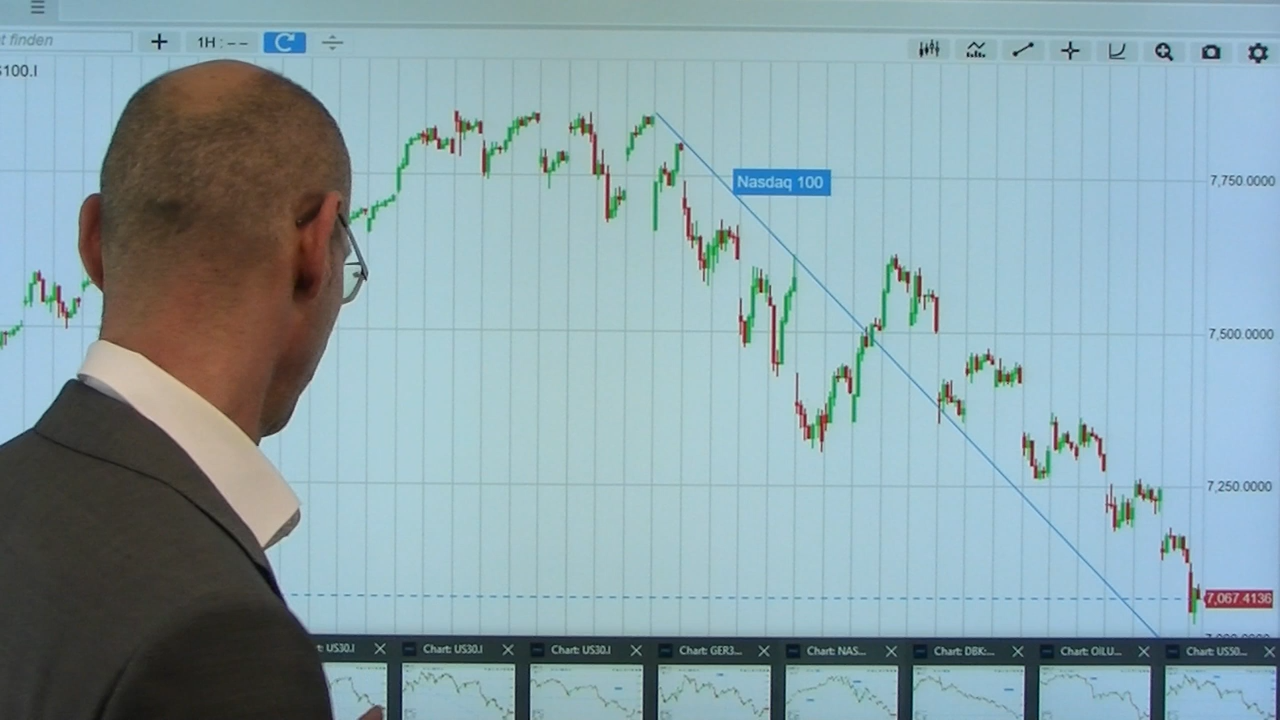 t finden
1H : – –
100.I
Nasdaq 100
7,750.0000
7,500.0000
7,250.0000
7,067.4136
t: US30.I
Chart: US30.I
Chart: US30.I
Chart: GER3...
Chart: NAS...
Chart: DBK:...
Chart: OILU...
Chart: US50...